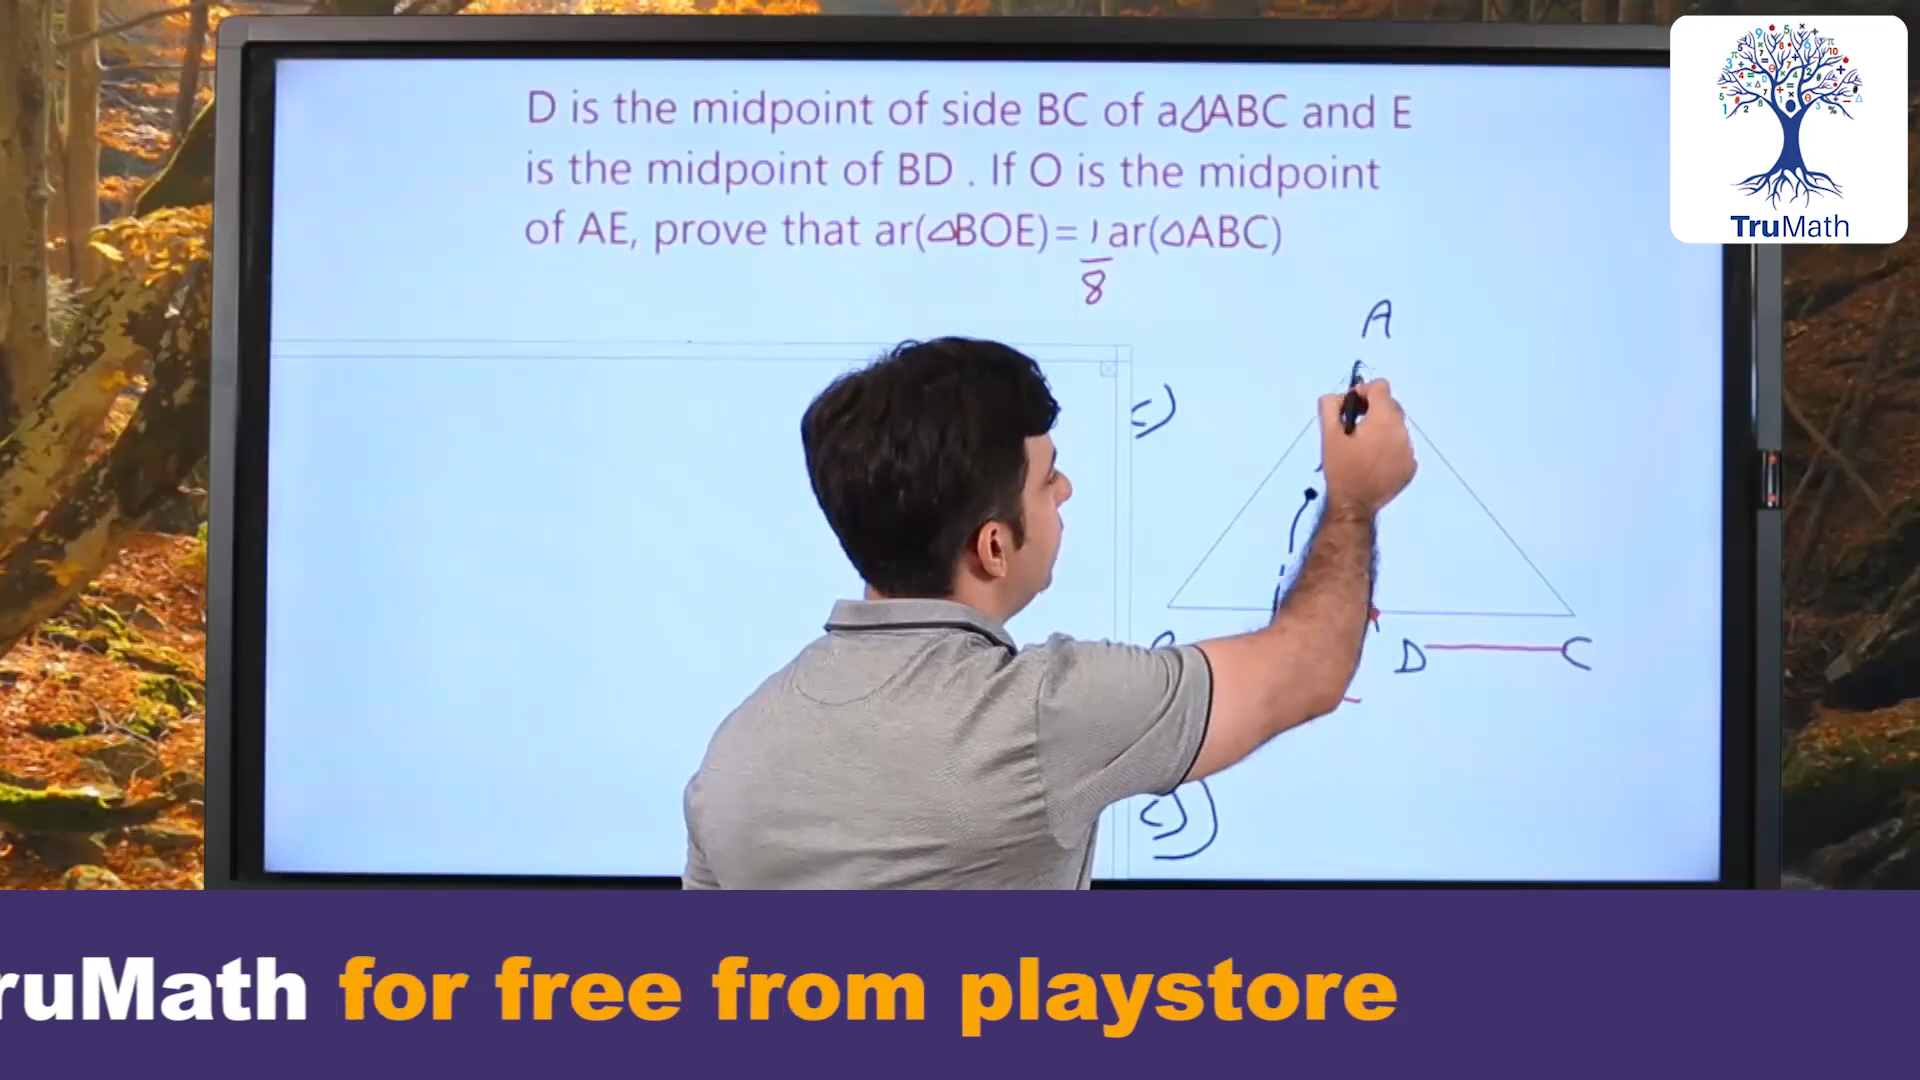 D is the midpoint of side BC of a△ABC and E
is the midpoint of BD . If O is the midpoint
of AE, prove that ar(△BOE)=1/8 ar(△ABC)
TruMath
A
D
C
ruMath for free from playstore